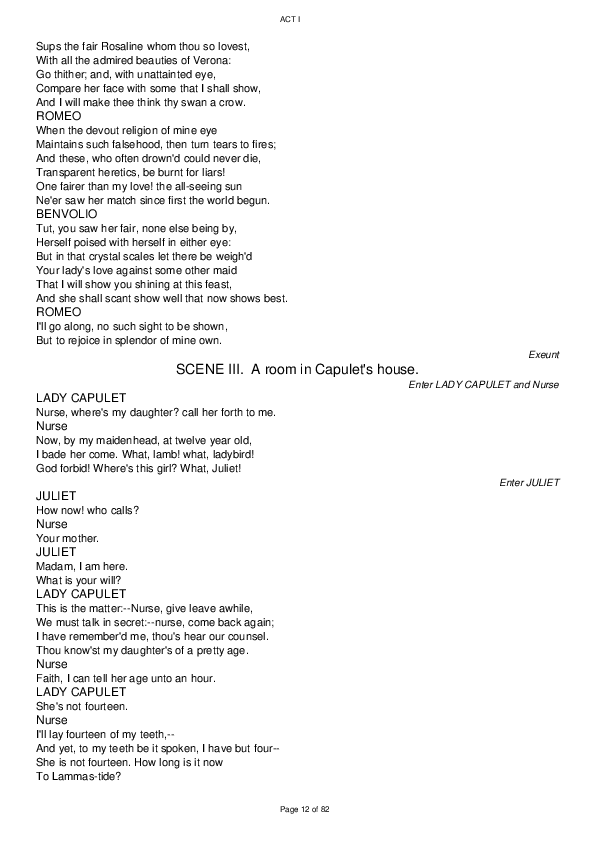 ACT I
Sups the fair Rosaline whom thou so lovest,
With all the admired beauties of Verona:
Go thither; and, with unattainted eye,
Compare her face with some that I shall show,
And I will make thee think thy swan a crow.
ROMEO
When the devout religion of mine eye
Maintains such falsehood, then turn tears to fires;
And these, who often drown'd could never die,
Transparent heretics, be burnt for liars!
One fairer than my love! the all-seeing sun
Ne'er saw her match since first the world begun.
BENVOLIO
Tut, you saw her fair, none else being by,
Herself poised with herself in either eye:
But in that crystal scales let there be weigh'd
Your lady's love against some other maid
That I will show you shining at this feast,
And she shall scant show well that now shows best.
ROMEO
I'll go along, no such sight to be shown,
But to rejoice in splendor of mine own.
Exeunt
SCENE III. A room in Capulet's house.
Enter LADY CAPULET and Nurse
LADY CAPULET
Nurse, where's my daughter? call her forth to me.
Nurse
Now, by my maidenhead, at twelve year old,
I bade her come. What, lamb! what, ladybird!
God forbid! Where's this girl? What, Juliet!
Enter JULIET
JULIET
How now! who calls?
Nurse
Your mother.
JULIET
Madam, I am here.
What is your will?
LADY CAPULET
This is the matter:--Nurse, give leave awhile,
We must talk in secret:--nurse, come back again;
I have remember'd me, thou's hear our counsel.
Thou know'st my daughter's of a pretty age.
Nurse
Faith, I can tell her age unto an hour.
LADY CAPULET
She's not fourteen.
Nurse
I'll lay fourteen of my teeth,--
And yet, to my teeth be it spoken, I have but four--
She is not fourteen. How long is it now
To Lammas-tide?
Page 12 of 82